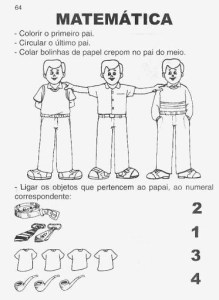 64
MATEMÁTICA
- Colorir o primeiro pai.
- Circular o último pai.
- Colar bolinhas de papel crepom no pai do meio.
- Ligar os objetos que pertencem ao papai, ao numeral
correspondente:
2
1
3
4